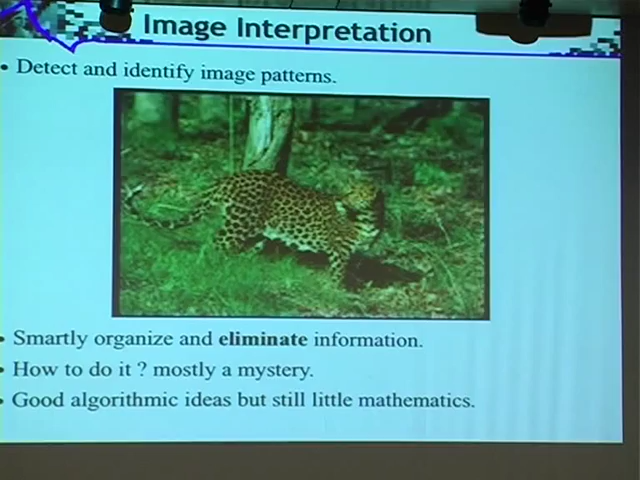 Image Interpretation
• Detect and identify image patterns.
• Smartly organize and eliminate information.
• How to do it ? mostly a mystery.
• Good algorithmic ideas but still little mathematics.